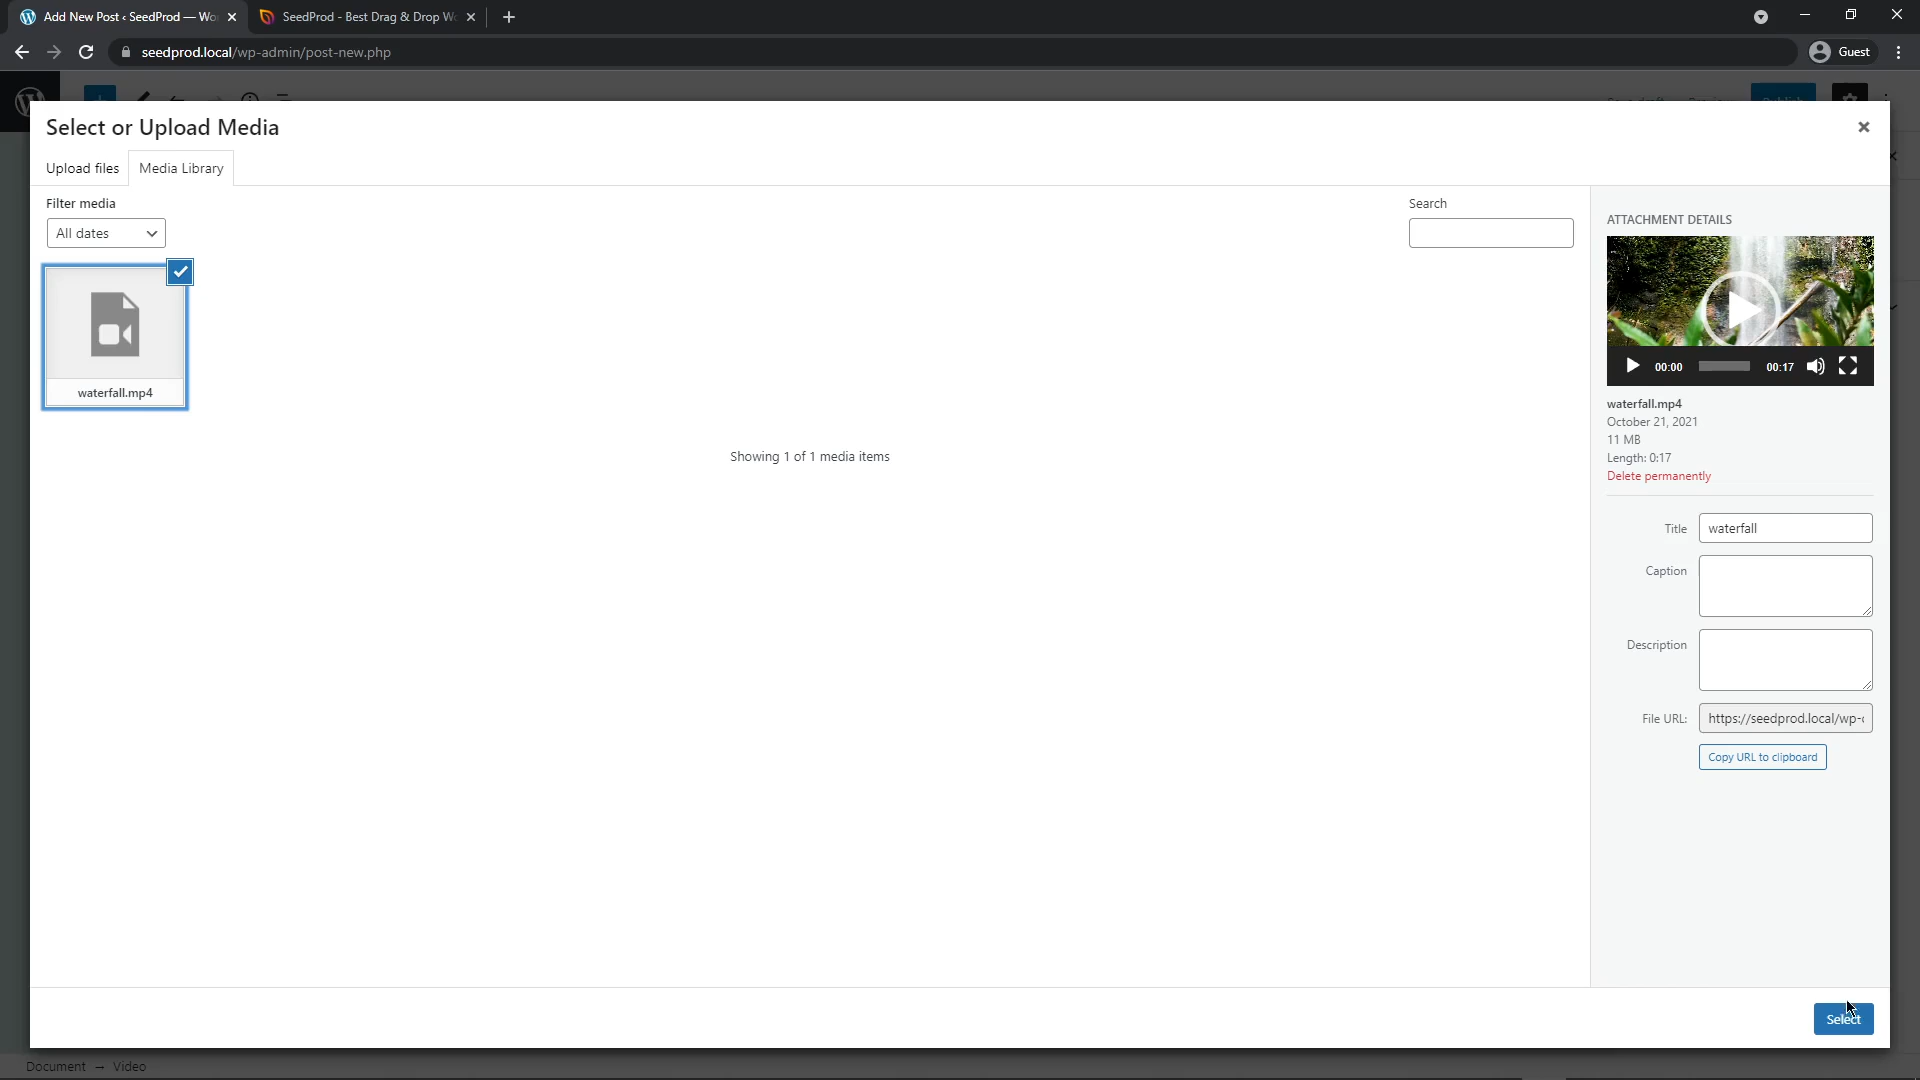 Add New Post ‹ SeedProd — Wo
SeedProd - Best Drag & Drop Wo
seedprod.local/wp-admin/post-new.php
Guest
Select or Upload Media
Upload files
Media Library
Filter media
Search
All dates
waterfall.mp4
Showing 1 of 1 media items
ATTACHMENT DETAILS
00:00
00:17
waterfall.mp4
October 21, 2021
11 MB
Length: 0:17
Delete permanently
Title
waterfall
Caption
Description
File URL:
https://seedprod.local/wp-
Copy URL to clipboard
Select
Document → Video